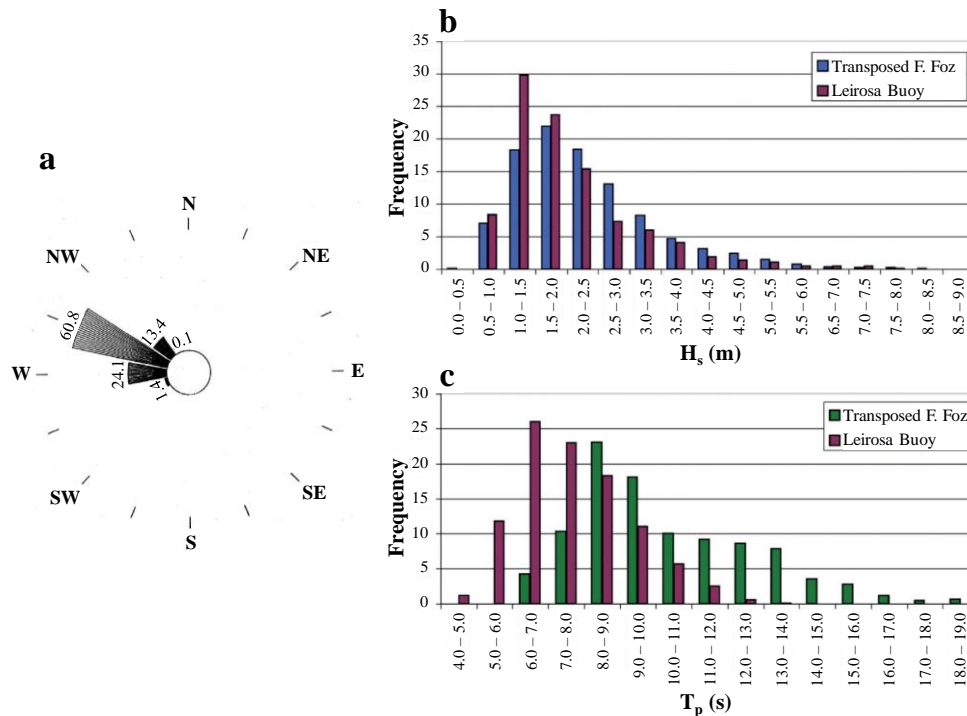 a
N
NW
NE
W
E
SW
SE
S
60.8
13.4
0.1
24.1
1.4
b
Frequency
35
30
25
20
15
10
5
0
Transposed F. Foz
Leirosa Buoy
0.0 – 0.5
0.5 – 1.0
1.0 – 1.5
1.5 – 2.0
2.0 – 2.5
2.5 – 3.0
3.0 – 3.5
3.5 – 4.0
4.0 – 4.5
4.5 – 5.0
5.0 – 5.5
5.5 – 6.0
6.5 – 7.0
7.0 – 7.5
7.5 – 8.0
8.0 – 8.5
8.5 – 9.0
Hs (m)
c
Frequency
30
25
20
15
10
5
0
Transposed F. Foz
Leirosa Buoy
4.0 – 5.0
5.0 – 6.0
6.0 – 7.0
7.0 – 8.0
8.0 – 9.0
9.0 – 10.0
10.0 – 11.0
11.0 – 12.0
12.0 – 13.0
13.0 – 14.0
14.0 – 15.0
15.0 – 16.0
16.0 – 17.0
17.0 – 18.0
18.0 – 19.0
Tp (s)